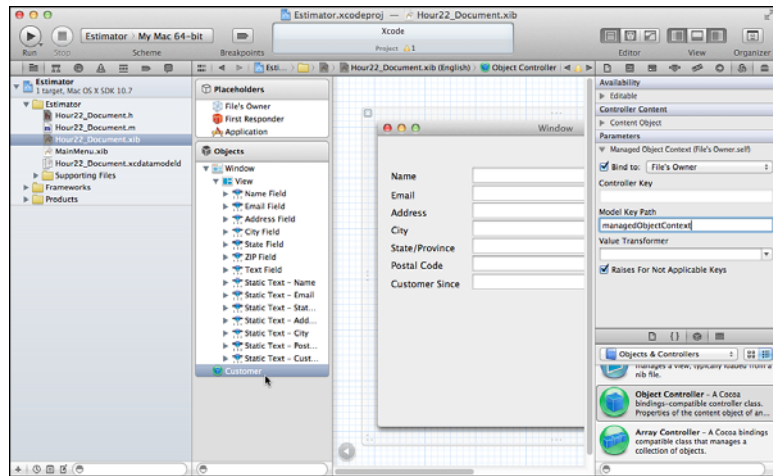 Estimator.xcodeproj — Hour22_Document.xib
Run
Stop
Estimator
My Mac 64-bit
Scheme
Breakpoints
Xcode
Project
1
Editor
View
Organizer
Esti...
Hour22_Document.xib (English)
Object Controller
Estimator
1 target, Mac OS X SDK 10.7
Estimator
Hour22_Document.h
Hour22_Document.m
Hour22_Document.xib
MainMenu.xib
Hour22_Document.xcdatamodeld
Supporting Files
Frameworks
Products
Placeholders
File's Owner
First Responder
Application
Objects
Window
View
Name Field
Email Field
Address Field
City Field
State Field
ZIP Field
Text Field
Static Text - Name
Static Text - Email
Static Text - Stat...
Static Text - Add...
Static Text - City
Static Text - Post...
Static Text - Cust...
Customer
Window
Name
Email
Address
City
State/Province
Postal Code
Customer Since
Availability
Editable
Controller Content
Content Object
Parameters
Managed Object Context (File's Owner.self)
Bind to:
File's Owner
Controller Key
Model Key Path
managedObjectContext
Value Transformer
Raises For Not Applicable Keys
Objects & Controllers
manages a view, typically loaded from a
nib file.
Object Controller - A Cocoa
bindings-compatible controller class.
Properties of the content object of an...
Array Controller - A Cocoa bindings
compatible class that manages a
collection of objects.